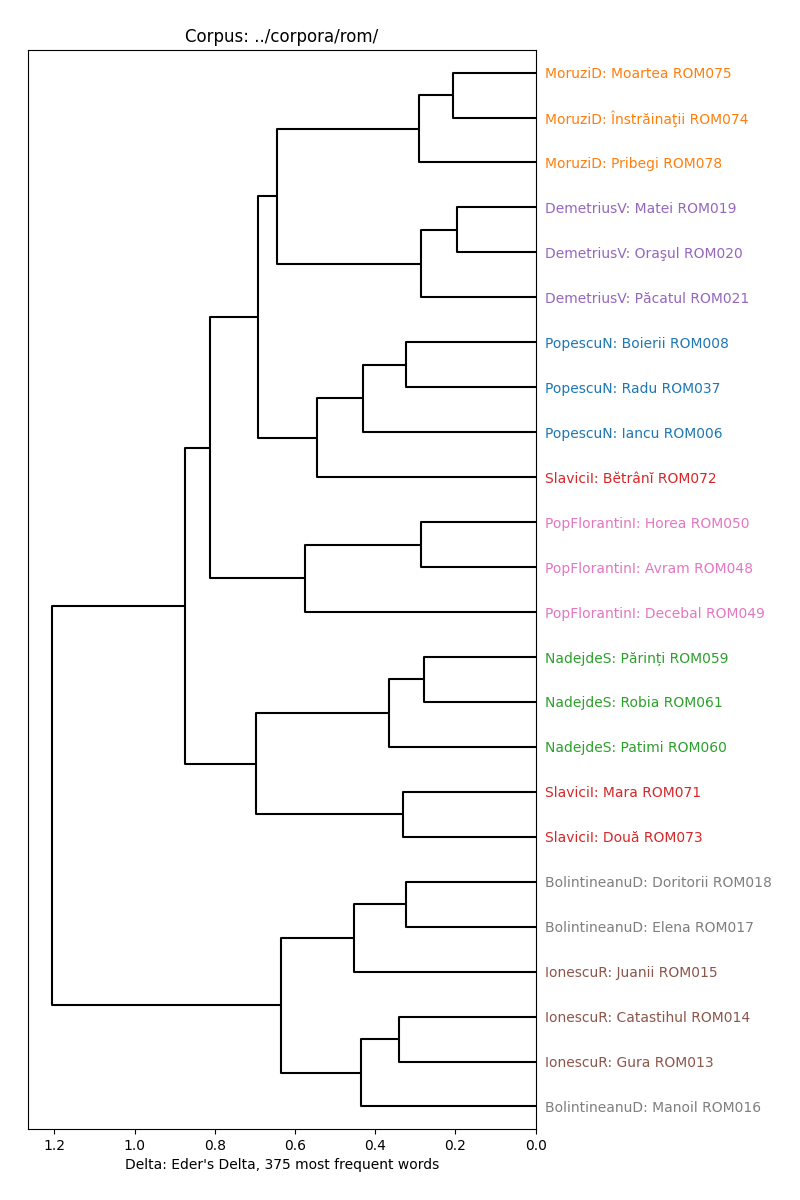 Corpus: ../corpora/rom/
MoruziD: Moartea ROM075
MoruziD: Înstrăinaţii ROM074
MoruziD: Pribegi ROM078
DemetriusV: Matei ROM019
DemetriusV: Oraşul ROM020
DemetriusV: Păcatul ROM021
PopescuN: Boierii ROM008
PopescuN: Radu ROM037
PopescuN: Iancu ROM006
SlaviciI: Bĕtrânĭ ROM072
PopFlorantinI: Horea ROM050
PopFlorantinI: Avram ROM048
PopFlorantinI: Decebal ROM049
NadejdeS: Părinți ROM059
NadejdeS: Robia ROM061
NadejdeS: Patimi ROM060
SlaviciI: Mara ROM071
SlaviciI: Două ROM073
BolintineanuD: Doritorii ROM018
BolintineanuD: Elena ROM017
IonescuR: Juanii ROM015
IonescuR: Catastihul ROM014
IonescuR: Gura ROM013
BolintineanuD: Manoil ROM016
1.2 1.0 0.8 0.6 0.4 0.2 0.0
Delta: Eder's Delta, 375 most frequent words